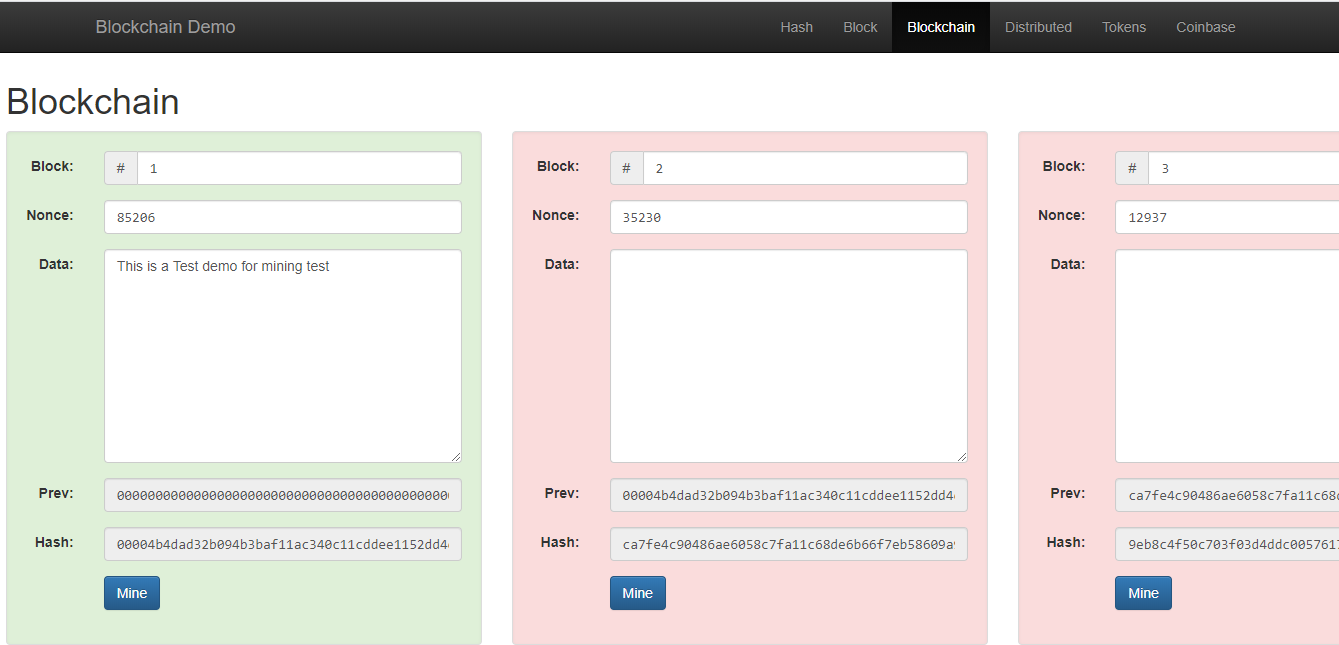 Blockchain Demo Hash Block Blockchain Distributed Tokens Coinbase
Blockchain
Block: # 1
Nonce: 85206
Data: This is a Test demo for mining test
Prev: 00000000000000000000000000000000000000000000
Hash: 00004b4dad32b094b3baf11ac340c11cddee1152dd4
Mine
Block: # 2
Nonce: 35230
Data:
Prev: 00004b4dad32b094b3baf11ac340c11cddee1152dd4
Hash: ca7fe4c90486ae6058c7fa11c68de6b66f7eb58609a
Mine
Block: # 3
Nonce: 12937
Data:
Prev: ca7fe4c90486ae6058c7fa11c68
Hash: 9eb8c4f50c703f03d4ddc005761
Mine